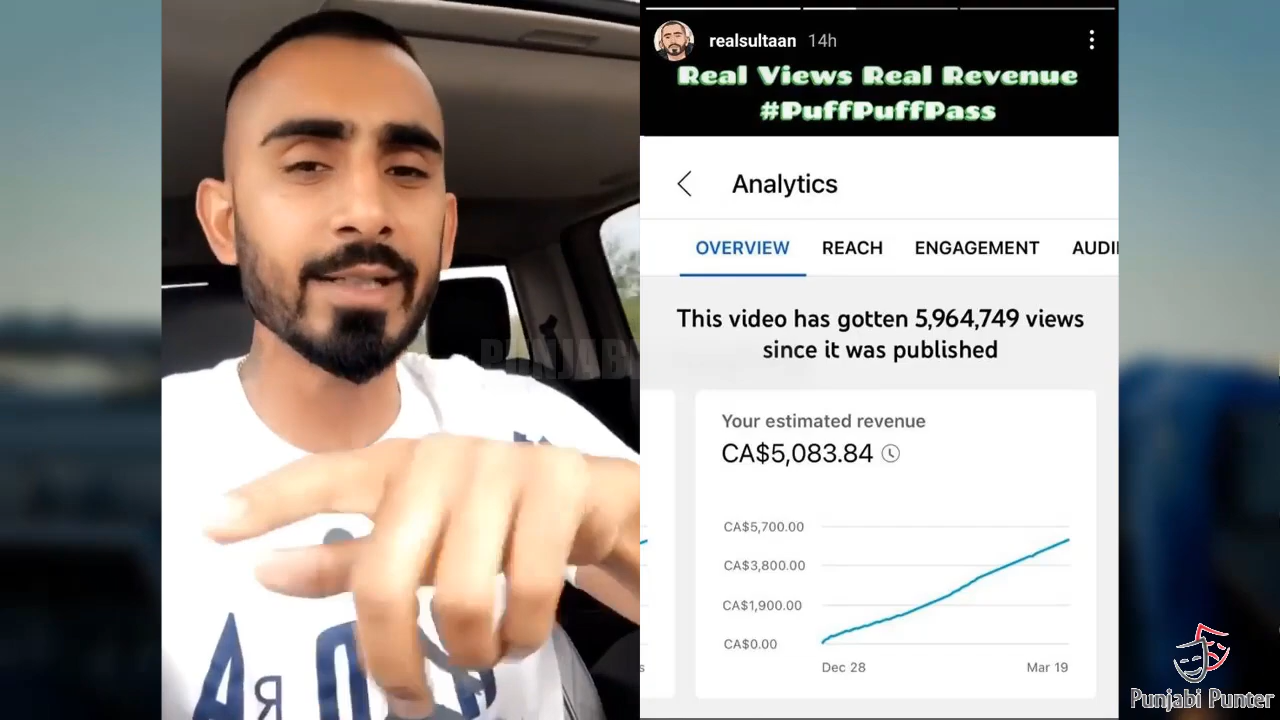 realsultaan 14h
Real Views Real Revenue
#PuffPuffPass
Analytics
OVERVIEW REACH ENGAGEMENT AUDI
This video has gotten 5,964,749 views
since it was published
Your estimated revenue
CA$5,083.84
CA$5,700.00
CA$3,800.00
CA$1,900.00
CA$0.00
s
Dec 28 Mar 19
PUNJABI
Punjabi Punter